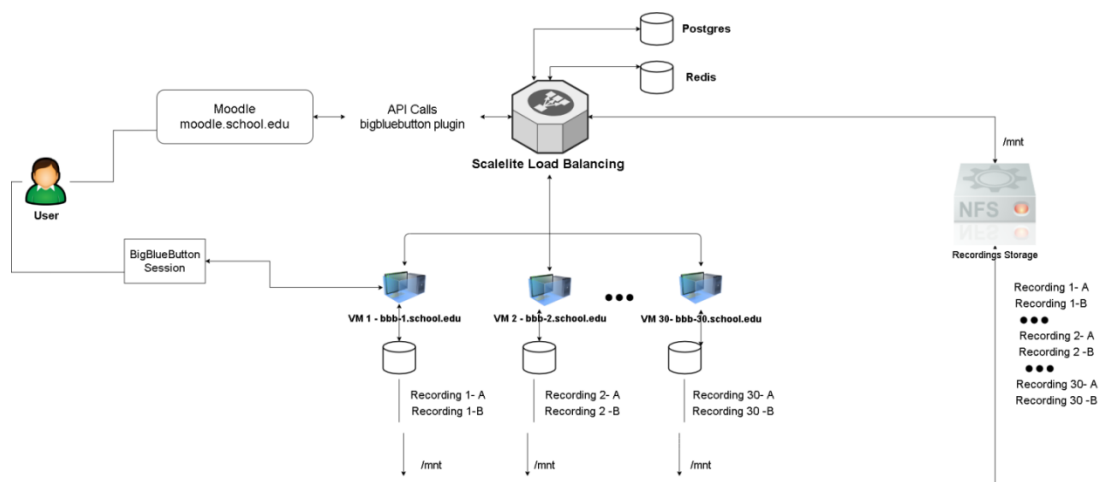 Postgres
Redis
Moodle
moodle.school.edu
API Calls
bigbluebutton plugin
Scalelite Load Balancing
/mnt
NFS
Recordings Storage
User
BigBlueButton
Session
VM 1 - bbb-1.school.edu
VM 2 - bbb-2.school.edu
VM 30- bbb-30.school.edu
Recording 1- A
Recording 1-B
Recording 2- A
Recording 2 -B
Recording 30- A
Recording 30 -B
/mnt
/mnt
/mnt
Recording 1- A
Recording 1-B
Recording 2- A
Recording 2 -B
Recording 30- A
Recording 30 -B